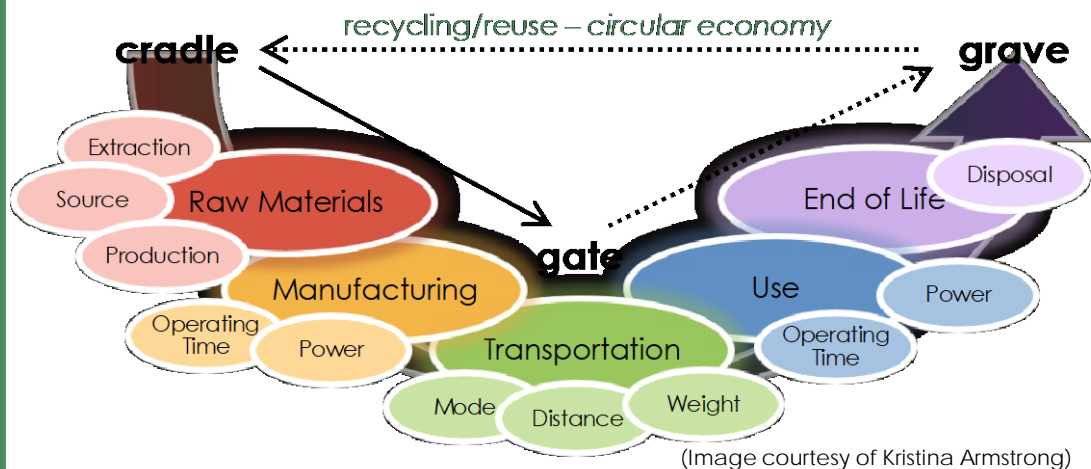 recycling/reuse – circular economy
cradle
grave
Extraction
Source
Production
Raw Materials
Manufacturing
Operating
Time
Power
gate
Transportation
Mode
Distance
Weight
Use
Operating
Time
Power
End of Life
Disposal
(Image courtesy of Kristina Armstrong)